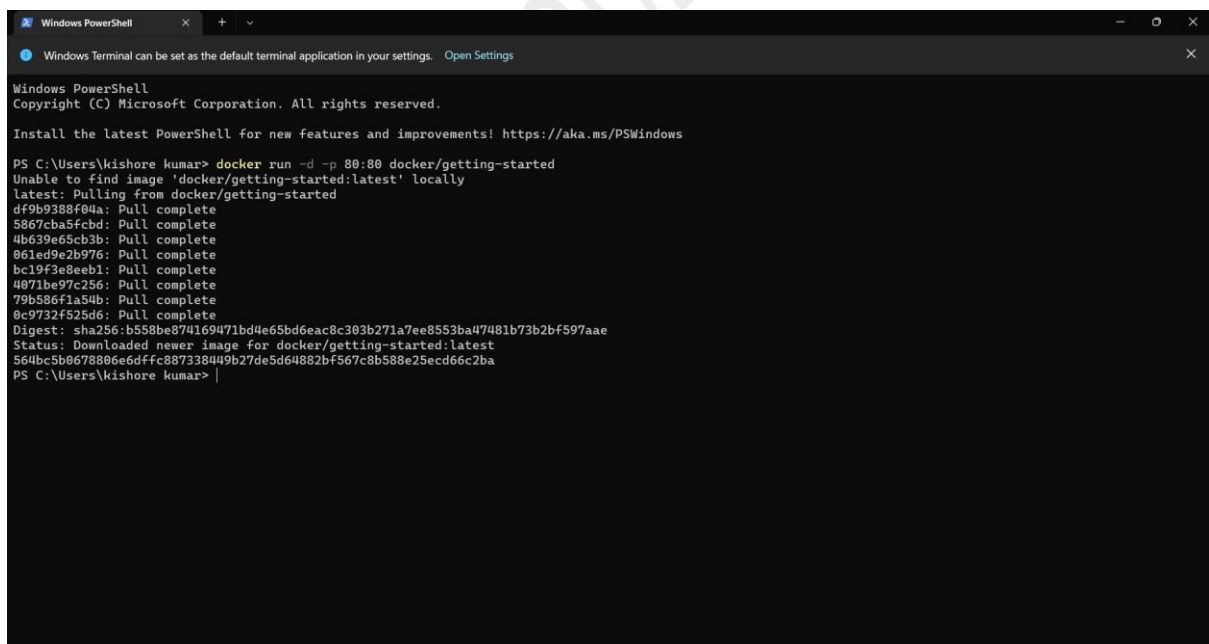 Windows PowerShell
Windows Terminal can be set as the default terminal application in your settings. Open Settings
Windows PowerShell
Copyright (C) Microsoft Corporation. All rights reserved.
Install the latest PowerShell for new features and improvements! https://aka.ms/PSWindows
PS C:\Users\kishore kumar> docker run -d -p 80:80 docker/getting-started
Unable to find image 'docker/getting-started:latest' locally
latest: Pulling from docker/getting-started
df9b9388f04a: Pull complete
5867cba5fcbd: Pull complete
4b639e65cb3b: Pull complete
061ed9e2b976: Pull complete
bc19f3e8eeb1: Pull complete
4071be97c256: Pull complete
79b586f1a54b: Pull complete
0c9732f525d6: Pull complete
Digest: sha256:b558be874169471bd4e65bd6eac8c303b271a7ee8553ba47481b73b2bf597aae
Status: Downloaded newer image for docker/getting-started:latest
564bc5b0678806e6dffc887338449b27de5d64882bf567c8b588e25ecd66c2ba
PS C:\Users\kishore kumar>